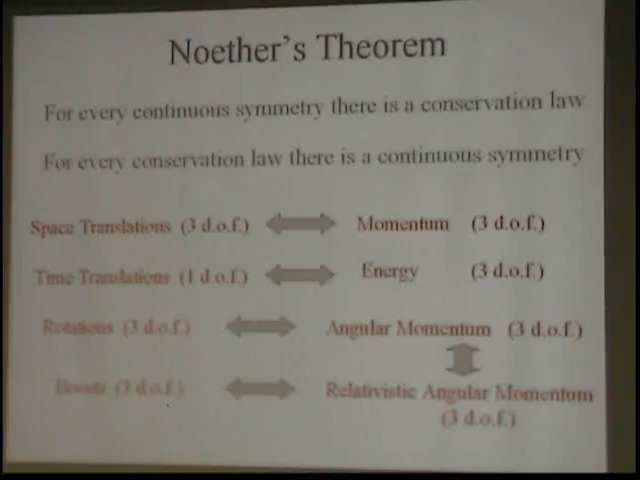 Noether's Theorem
For every continuous symmetry there is a conservation law
For every conservation law there is a continuous symmetry
Space Translations (3 d.o.f.) Momentum (3 d.o.f.)
Time Translations (1 d.o.f.) Energy (3 d.o.f.)
Rotations (3 d.o.f.) Angular Momentum (3 d.o.f.)
Boosts (3 d.o.f.) Relativistic Angular Momentum
(3 d.o.f.)